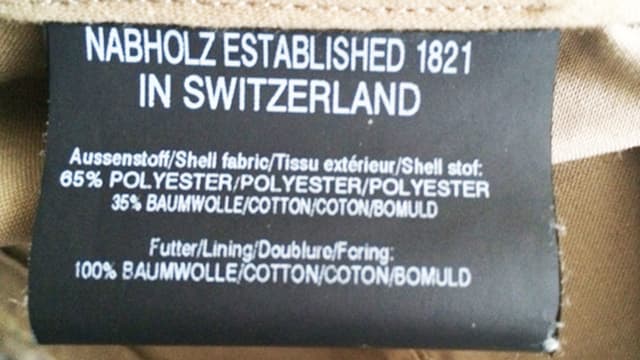 NABHOLZ ESTABLISHED 1821
IN SWITZERLAND
Aussenstoff/Shell fabric/Tissu extérieur/Shell stof:
65% POLYESTER/POLYESTER/POLYESTER
35% BAUMWOLLE/COTTON/COTON/BOMULD
Futter/Lining/Doublure/Foring:
100% BAUMWOLLE/COTTON/COTON/BOMULD